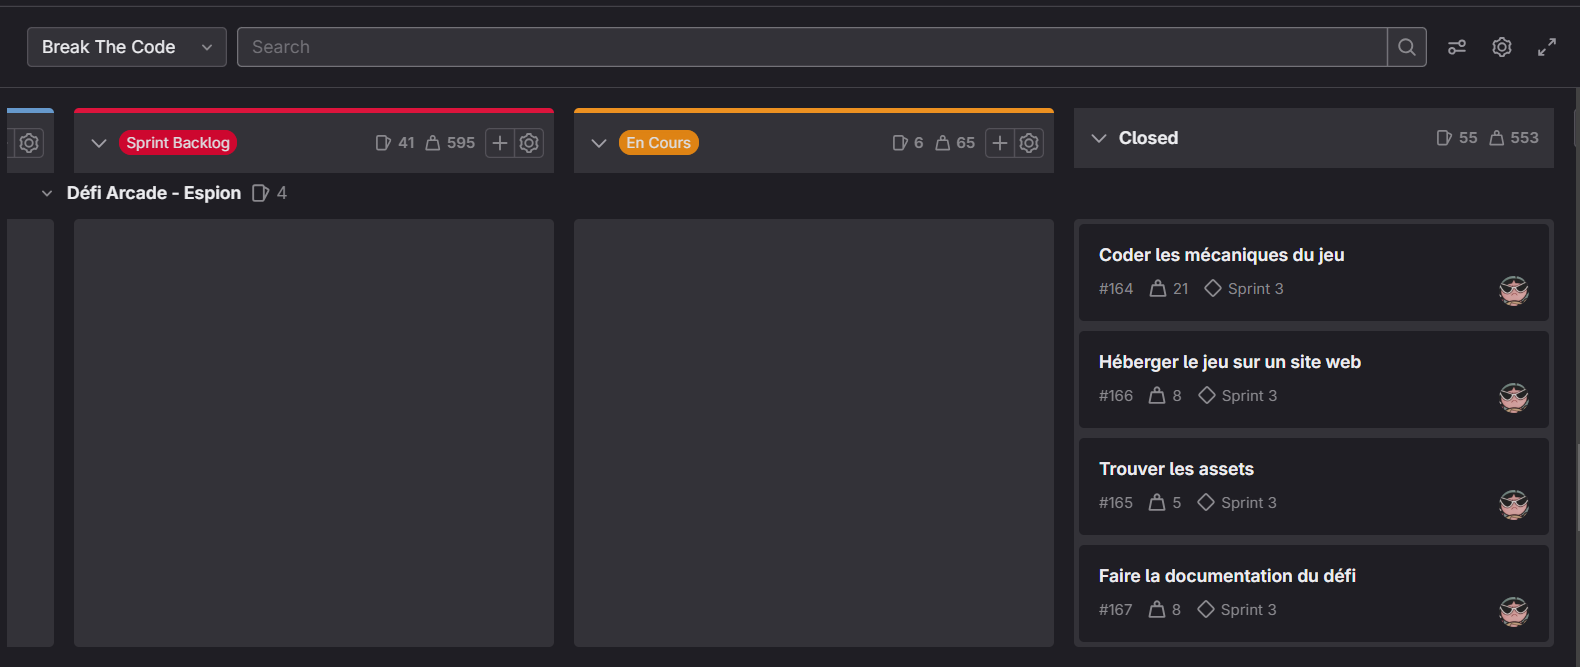 Break The Code
Search
Sprint Backlog 41 595
En Cours 6 65
Closed 55 553
Défi Arcade - Espion 4
Coder les mécaniques du jeu
#164 21 Sprint 3
Héberger le jeu sur un site web
#166 8 Sprint 3
Trouver les assets
#165 5 Sprint 3
Faire la documentation du défi
#167 8 Sprint 3